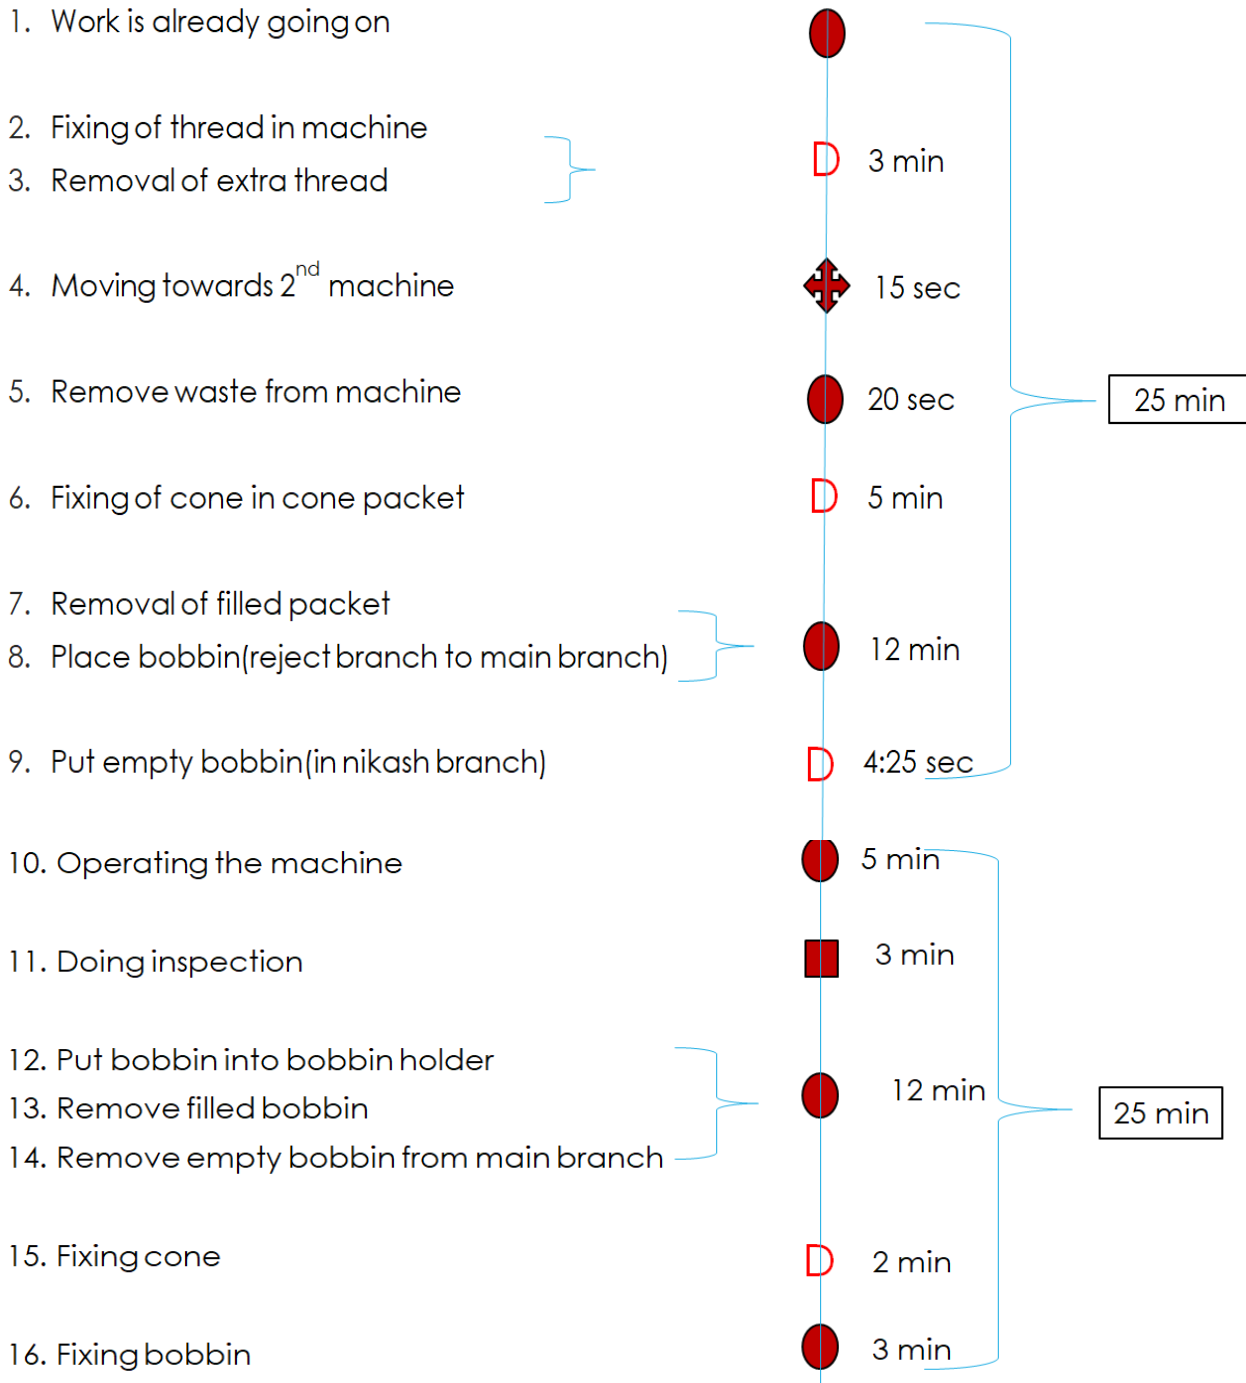 1. Work is already going on
2. Fixing of thread in machine
3 min
3. Removal of extra thread
4. Moving towards 2nd machine
15 sec
5. Remove waste from machine
20 sec
25 min
6. Fixing of cone in cone packet
5 min
7. Removal of filled packet
8. Place bobbin(reject branch to main branch)
12 min
9. Put empty bobbin(in nikash branch)
4:25 sec
10. Operating the machine
5 min
11. Doing inspection
3 min
12. Put bobbin into bobbin holder
13. Remove filled bobbin
14. Remove empty bobbin from main branch
12 min
25 min
15. Fixing cone
2 min
16. Fixing bobbin
3 min